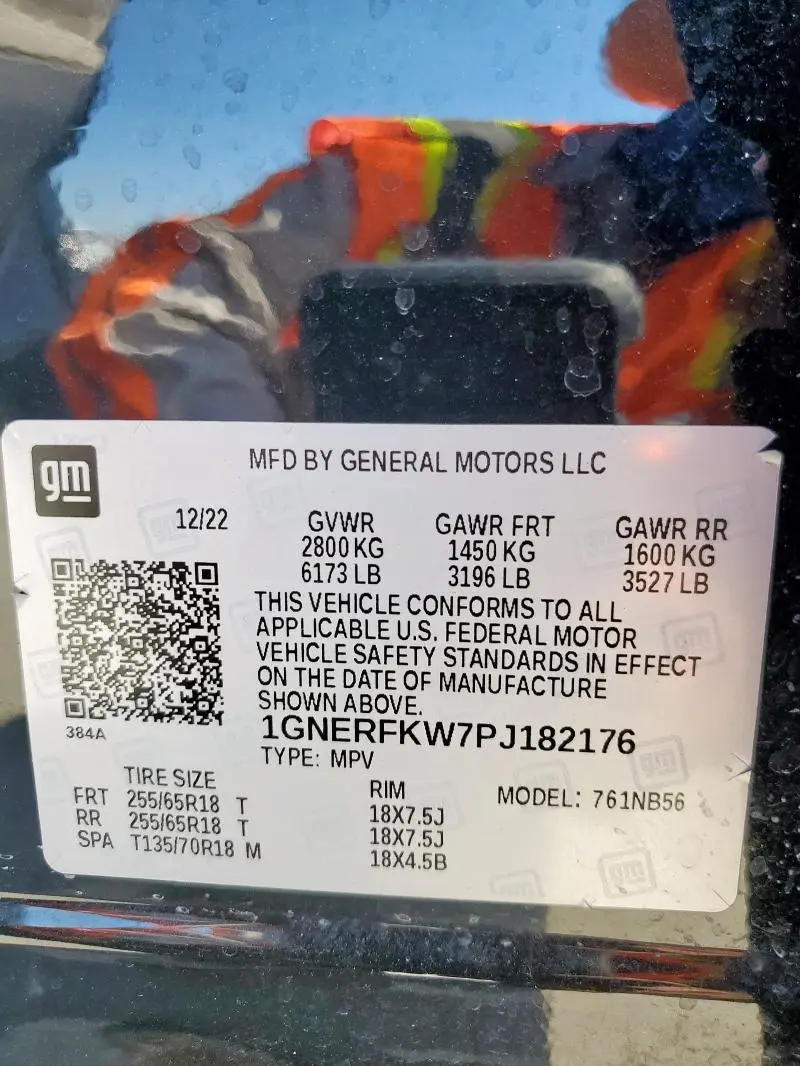 gm
MFD BY GENERAL MOTORS LLC
12/22
GVWR GAWR FRT GAWR RR
2800 KG 1450 KG 1600 KG
6173 LB 3196 LB 3527 LB
THIS VEHICLE CONFORMS TO ALL
APPLICABLE U.S. FEDERAL MOTOR
VEHICLE SAFETY STANDARDS IN EFFECT
ON THE DATE OF MANUFACTURE
SHOWN ABOVE.
384A
1GNERFKW7PJ182176
TYPE: MPV
TIRE SIZE RIM
FRT 255/65R18 T 18X7.5J
RR 255/65R18 T 18X7.5J
SPA T135/70R18 M 18X4.5B
MODEL: 761NB56